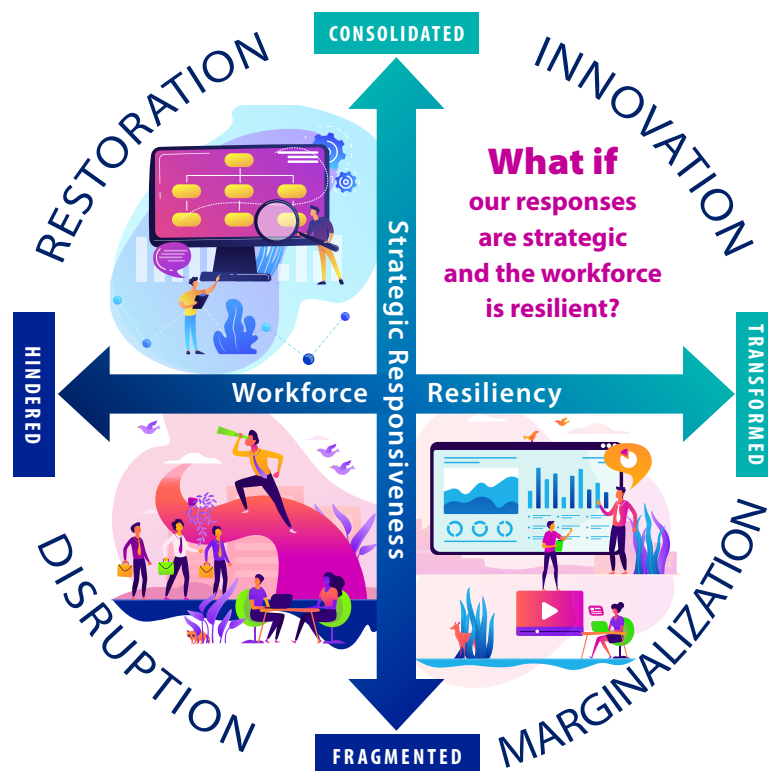 CONSOLIDATED
RESTORATION
INNOVATION
What if
our responses
are strategic
and the workforce
is resilient?
Strategic Responsiveness
HINDERED
Workforce Resiliency
TRANSFORMED
DISRUPTION
MARGINALIZATION
FRAGMENTED